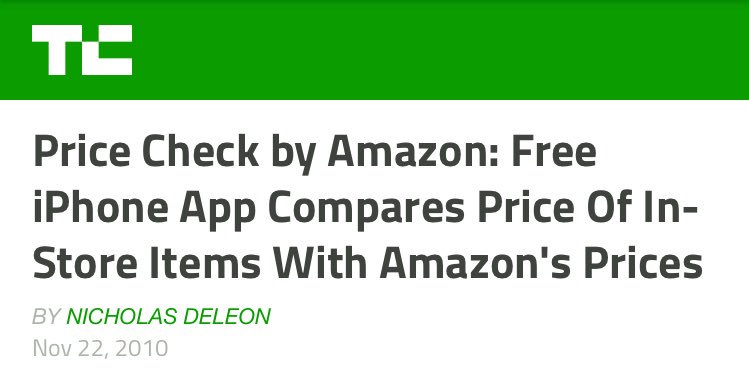 TC
Price Check by Amazon: Free
iPhone App Compares Price Of In-
Store Items With Amazon's Prices
BY NICHOLAS DELEON
Nov 22, 2010